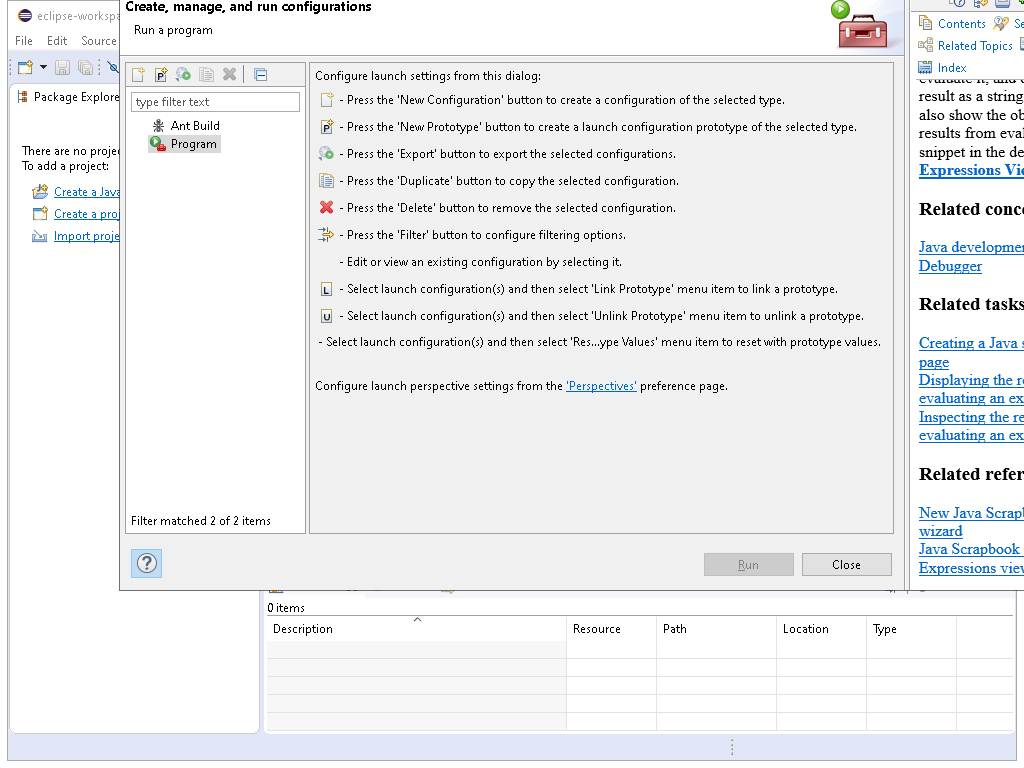 eclipse-workspa
File Edit Source
Package Explore
There are no projec
To add a project:
Create a Java
Create a proj
Import proje
Create, manage, and run configurations
Run a program
type filter text
Ant Build
Program
Filter matched 2 of 2 items
Configure launch settings from this dialog:
- Press the 'New Configuration' button to create a configuration of the selected type.
- Press the 'New Prototype' button to create a launch configuration prototype of the selected type.
- Press the 'Export' button to export the selected configurations.
- Press the 'Duplicate' button to copy the selected configuration.
- Press the 'Delete' button to remove the selected configuration.
- Press the 'Filter' button to configure filtering options.
- Edit or view an existing configuration by selecting it.
L - Select launch configuration(s) and then select 'Link Prototype' menu item to link a prototype.
U - Select launch configuration(s) and then select 'Unlink Prototype' menu item to unlink a prototype.
- Select launch configuration(s) and then select 'Res...ype Values' menu item to reset with prototype values.
Configure launch perspective settings from the 'Perspectives' preference page.
Run Close
Contents Se
Related Topics
Index
evaluate it, and
result as a string
also show the ob
results from eval
snippet in the de
Expressions Vie
Related conce
Java developmen
Debugger
Related tasks
Creating a Java s
page
Displaying the re
evaluating an ex
Inspecting the re
evaluating an ex
Related refer
New Java Scrapb
wizard
Java Scrapbook
Expressions view
0 items
Description Resource Path Location Type